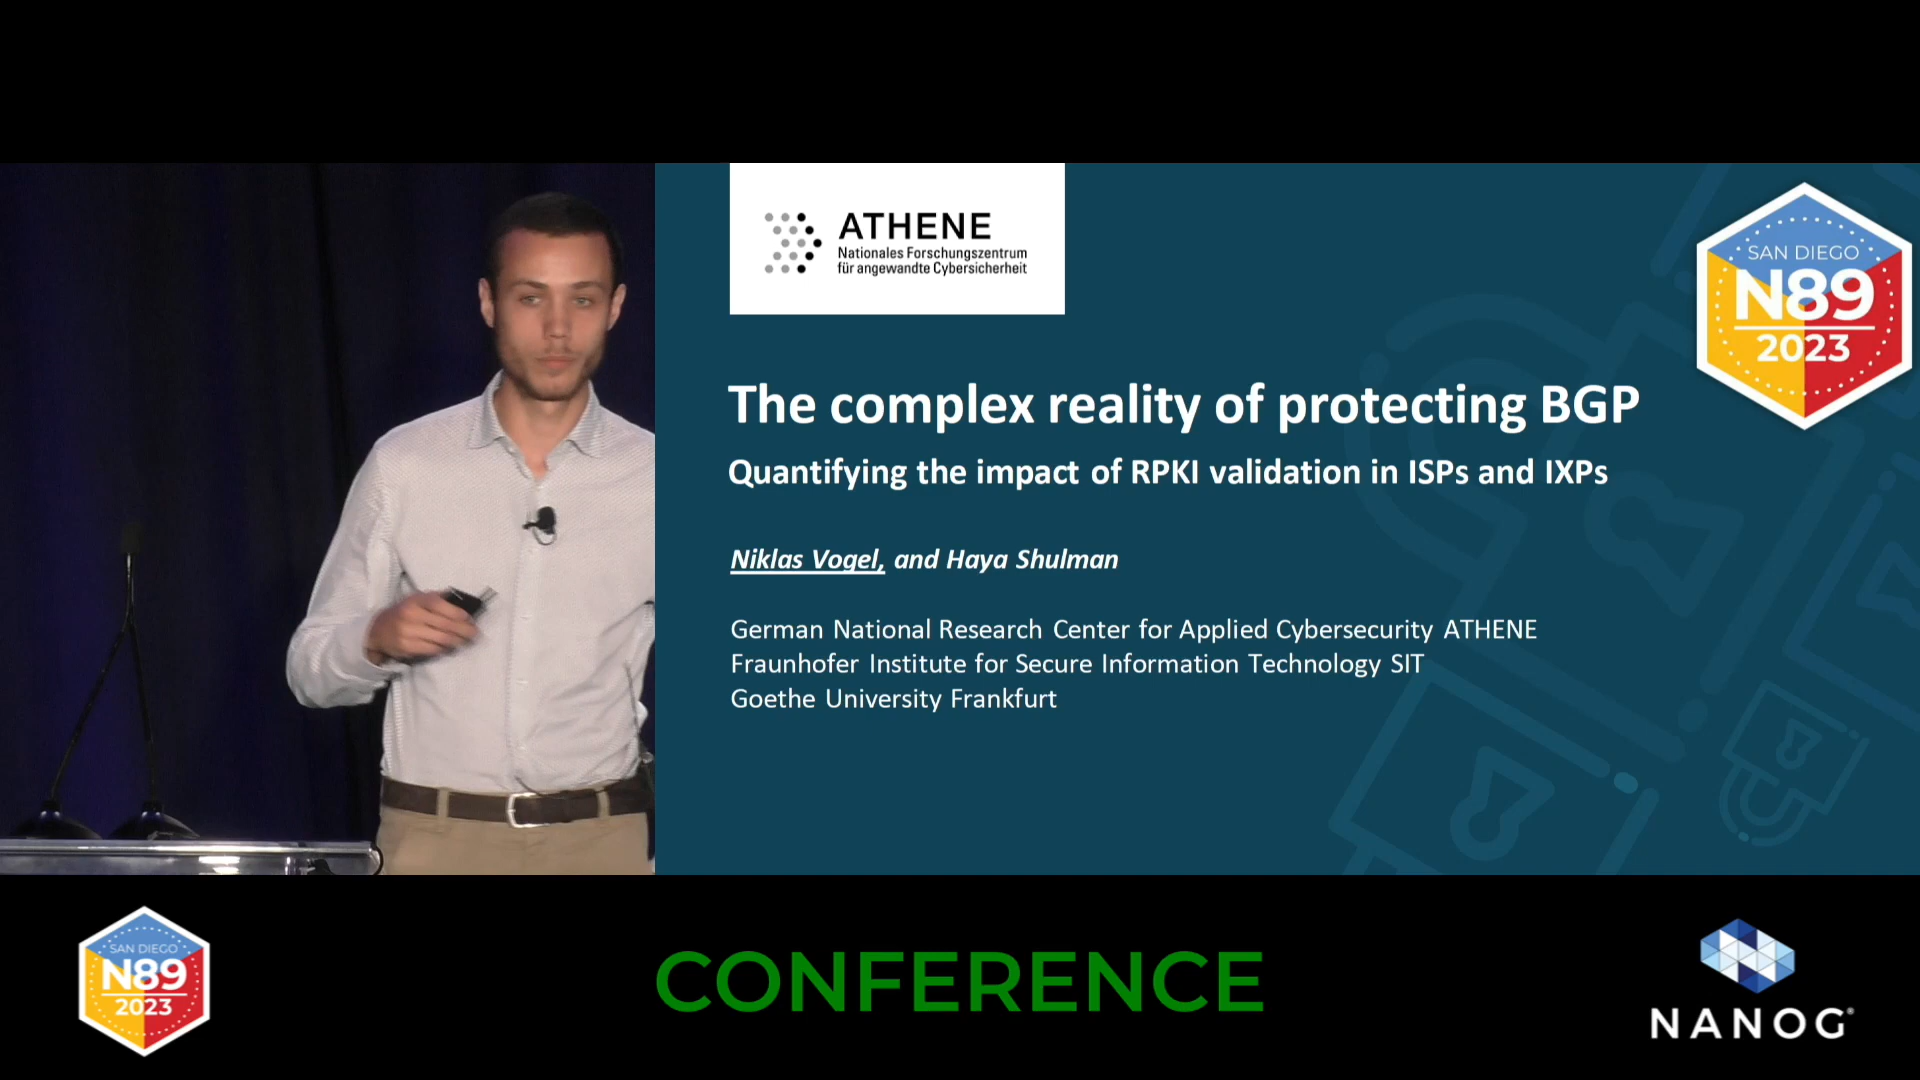 ATHENE
Nationales Forschungszentrum
für angewandte Cybersicherheit
SAN DIEGO
N89
2023
The complex reality of protecting BGP
Quantifying the impact of RPKI validation in ISPs and IXPs
Niklas Vogel, and Haya Shulman
German National Research Center for Applied Cybersecurity ATHENE
Fraunhofer Institute for Secure Information Technology SIT
Goethe University Frankfurt
SAN DIEGO
N89
2023
CONFERENCE
NANOG®